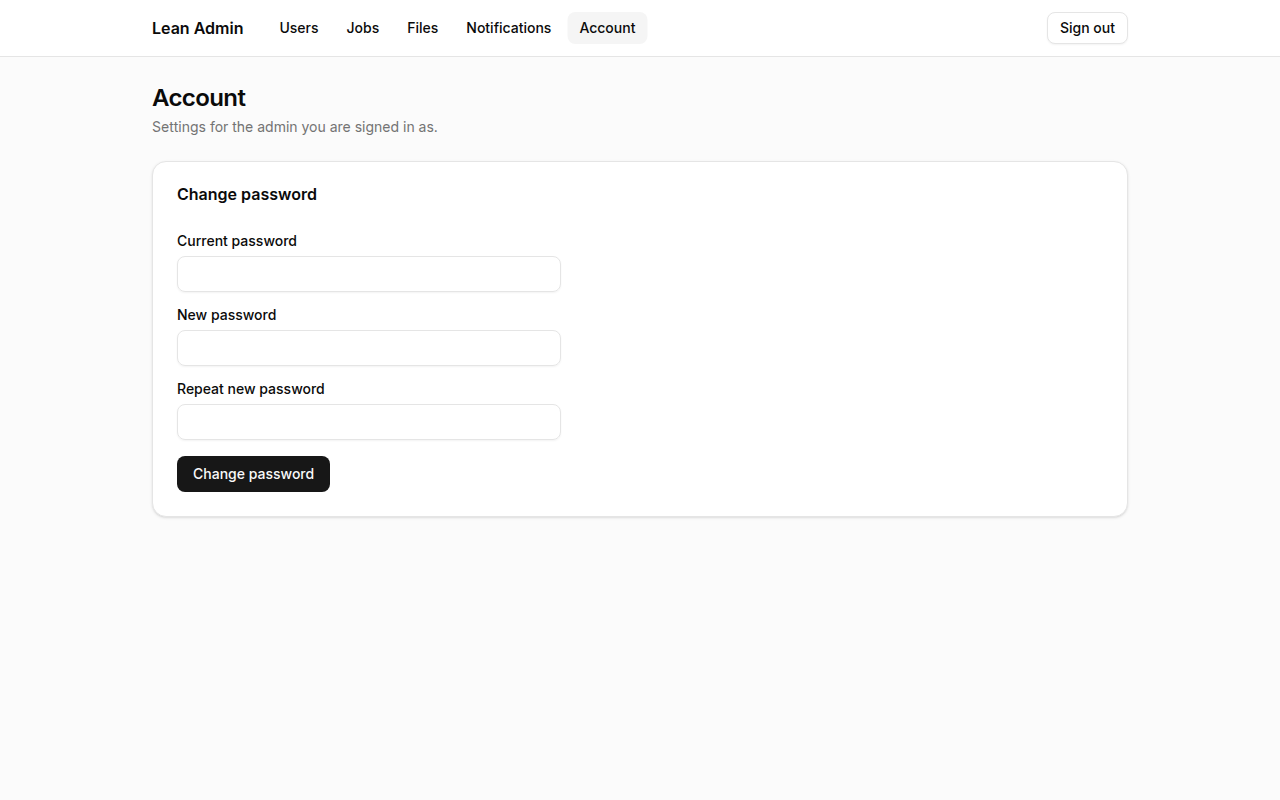 Lean Admin Users Jobs Files Notifications Account Sign out
Account
Settings for the admin you are signed in as.
Change password
Current password
New password
Repeat new password
Change password